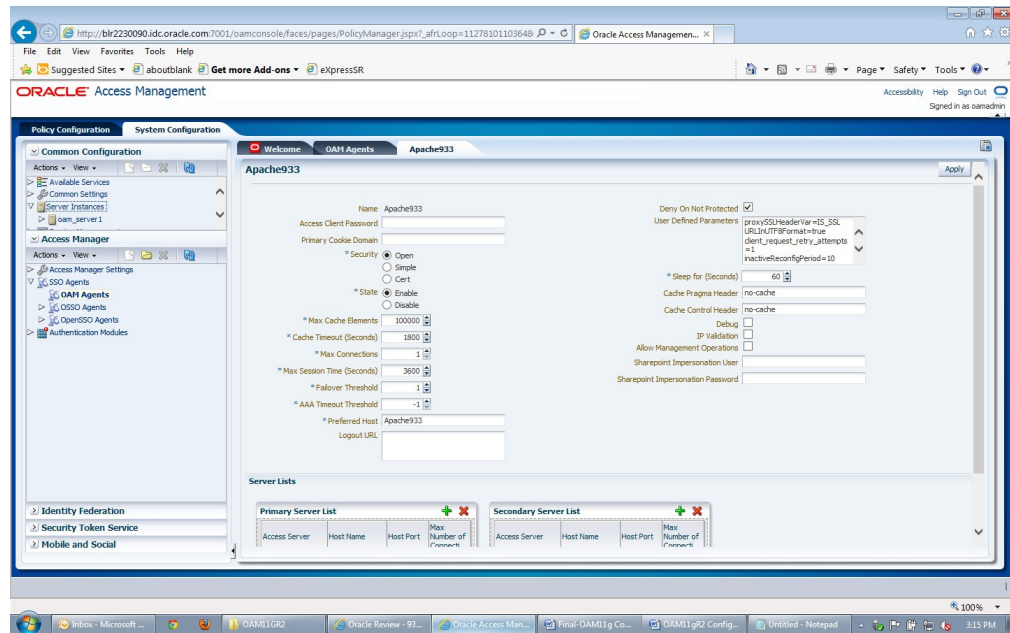 http://blr2230090.idc.oracle.com:7001/oamconsole/faces/pages/PolicyManager.jspx?_afrLoop=11278101103648
Oracle Access Managemen...
File Edit View Favorites Tools Help
Suggested Sites aboutblank Get more Add-ons eXpressSR
Page Safety Tools
ORACLE Access Management
Accessibility Help Sign Out
Signed in as oamadmin
Policy Configuration System Configuration
Common Configuration
Actions View
Available Services
Common Settings
Server Instances
oam_server1
Access Manager
Actions View
Access Manager Settings
SSO Agents
OAM Agents
OSSO Agents
OpenSSO Agents
Authentication Modules
Identity Federation
Security Token Service
Mobile and Social
Welcome OAM Agents Apache933
Apache933
Apply
Name Apache933
Access Client Password
Primary Cookie Domain
* Security Open
Simple
Cert
* State Enable
Disable
* Max Cache Elements 100000
* Cache Timeout (Seconds) 1800
* Max Connections 1
* Max Session Time (Seconds) 3600
* Failover Threshold 1
* AAA Timeout Threshold -1
* Preferred Host Apache933
Logout URL
Deny On Not Protected
User Defined Parameters
proxySSLHeaderVar=IS_SSL
URLInUTF8Format=true
client_request_retry_attempts
=1
inactiveReconfigPeriod=10
* Sleep for (Seconds) 60
Cache Pragma Header no-cache
Cache Control Header no-cache
Debug
IP Validation
Allow Management Operations
Sharepoint Impersonation User
Sharepoint Impersonation Password
Server Lists
Primary Server List
Access Server Host Name Host Port Max Number of Connecti
Secondary Server List
Access Server Host Name Host Port Max Number of Connecti
100%
Inbox - Microsoft ... OAM11GR2 Oracle Review - 93... Oracle Access Man... Final-OAM11g Co... OAM11gR2 Config... Untitled - Notepad 3:15 PM